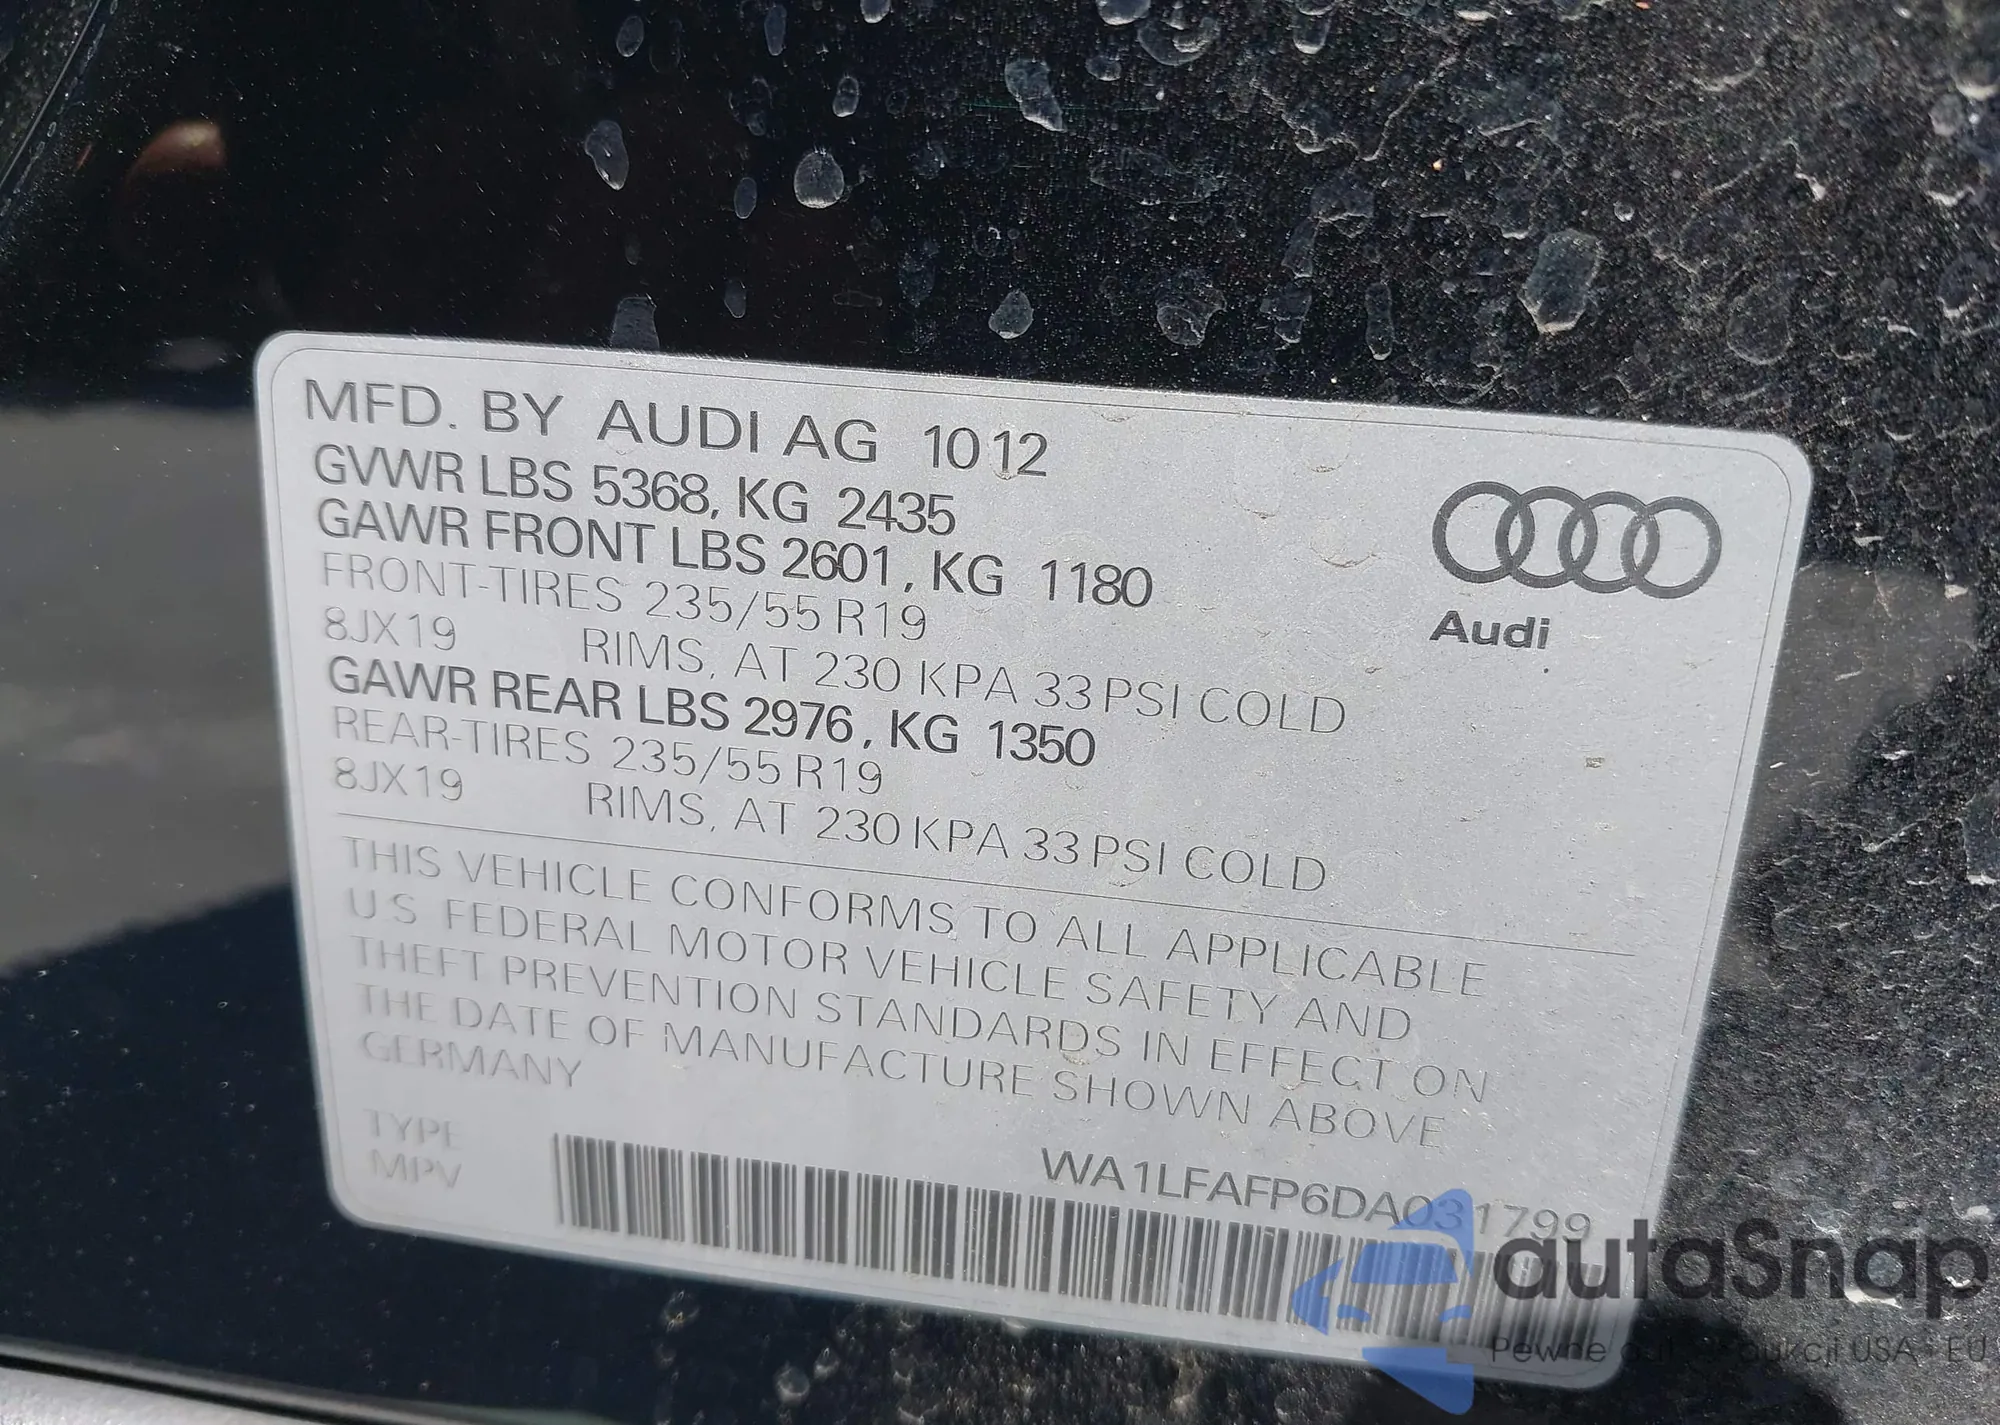 MFD. BY AUDI AG 10 12
GVWR LBS 5368, KG 2435
GAWR FRONT LBS 2601, KG 1180
FRONT-TIRES 235/55 R19
8JX19 RIMS, AT 230 KPA 33 PSI COLD
GAWR REAR LBS 2976, KG 1350
REAR-TIRES 235/55 R19
8JX19 RIMS, AT 230 KPA 33 PSI COLD
Audi
THIS VEHICLE CONFORMS TO ALL APPLICABLE
U.S FEDERAL MOTOR VEHICLE SAFETY AND
THEFT PREVENTION STANDARDS IN EFFECT ON
THE DATE OF MANUFACTURE SHOWN ABOVE
GERMANY
TYPE
MPV
WA1LFAFP6DA031799
autaSnap
Pewne USA EU